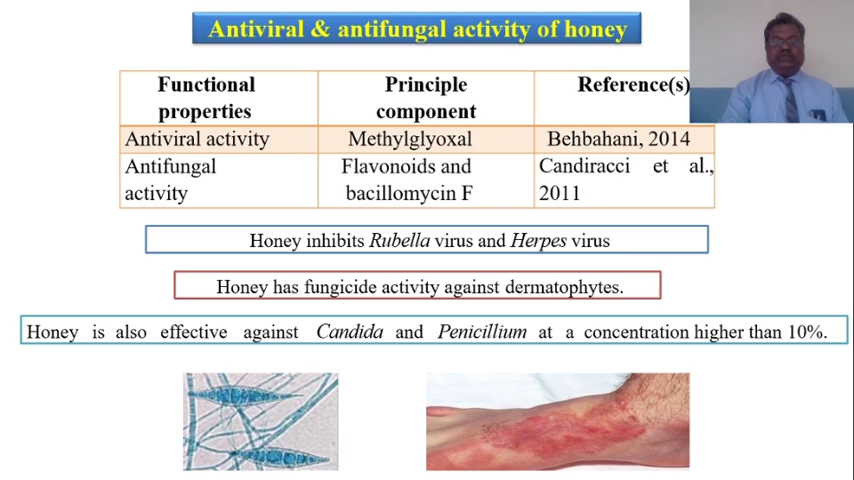 Antiviral & antifungal activity of honey
Functional properties
Principle component
Reference(s)
Antiviral activity
Methylglyoxal
Behbahani, 2014
Antifungal activity
Flavonoids and bacillomycin F
Candiracci et al., 2011
Honey inhibits Rubella virus and Herpes virus
Honey has fungicide activity against dermatophytes.
Honey is also effective against Candida and Penicillium at a concentration higher than 10%.